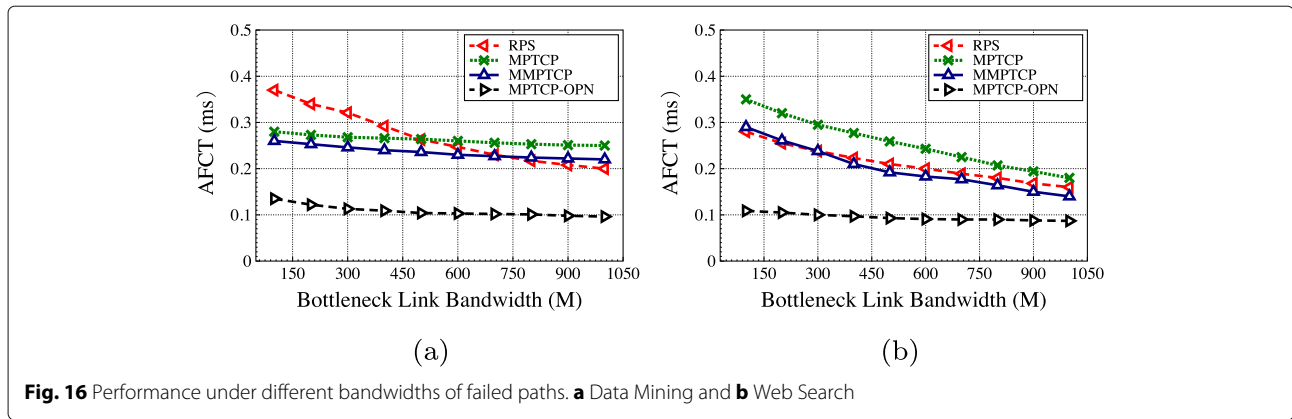 0.5
0.4
0.3
0.2
0.1
0
AFCT (ms)
RPS
MPTCP
MMPTCP
MPTCP-OPN
150 300 450 600 750 900 1050
Bottleneck Link Bandwidth (M)
(a)
0.5
0.4
0.3
0.2
0.1
0
AFCT (ms)
RPS
MPTCP
MMPTCP
MPTCP-OPN
150 300 450 600 750 900 1050
Bottleneck Link Bandwidth (M)
(b)
Fig. 16 Performance under different bandwidths of failed paths. a Data Mining and b Web Search